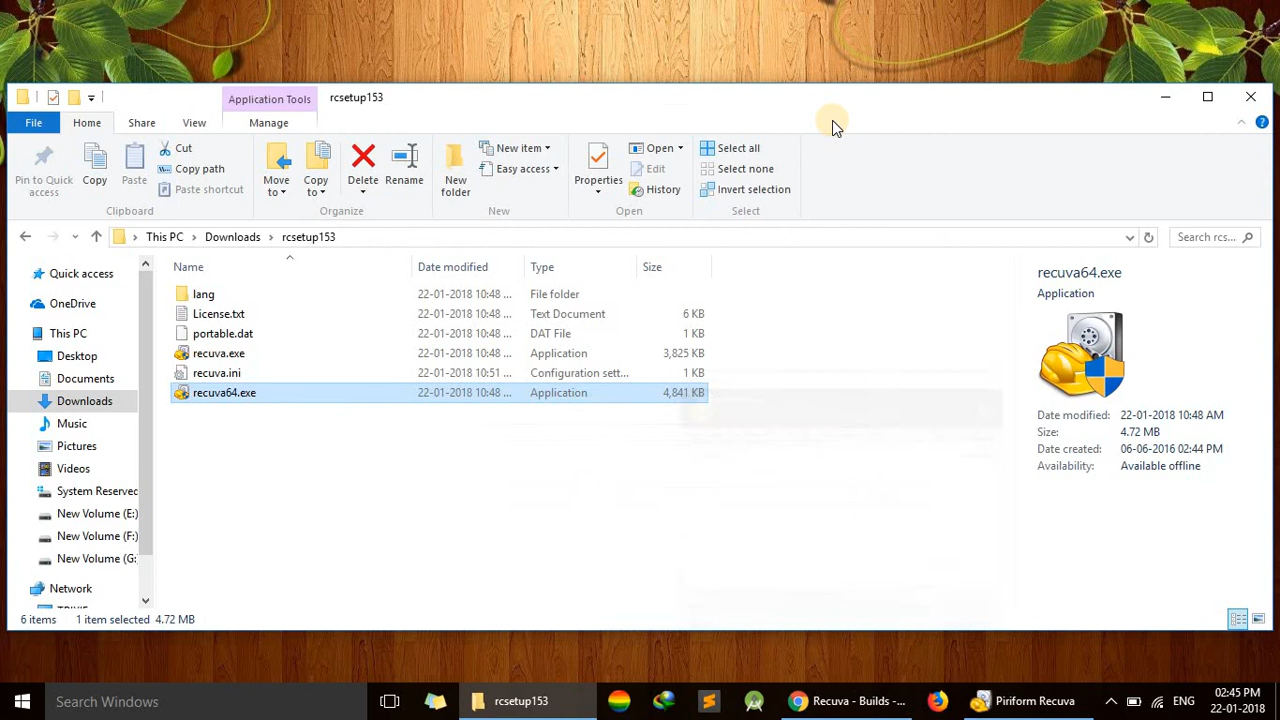 Application Tools rcsetup153
File Home Share View Manage
Pin to Quick access
Copy
Paste
Cut
Copy path
Paste shortcut
Clipboard
Move to
Copy to
Delete
Rename
Organize
New folder
New item
Easy access
New
Properties
Open
Edit
History
Open
Select all
Select none
Invert selection
Select
This PC Downloads rcsetup153
Search rcs...
Name Date modified Type Size
lang 22-01-2018 10:48 ... File folder
License.txt 22-01-2018 10:48 ... Text Document 6 KB
portable.dat 22-01-2018 10:48 ... DAT File 1 KB
recuva.exe 22-01-2018 10:48 ... Application 3,825 KB
recuva.ini 22-01-2018 10:51 ... Configuration sett... 1 KB
recuva64.exe 22-01-2018 10:48 ... Application 4,841 KB
Quick access
OneDrive
This PC
Desktop
Documents
Downloads
Music
Pictures
Videos
System Reserved
New Volume (E:)
New Volume (F:)
New Volume (G:
Network
recuva64.exe
Application
Date modified: 22-01-2018 10:48 AM
Size: 4.72 MB
Date created: 06-06-2016 02:44 PM
Availability: Available offline
6 items 1 item selected 4.72 MB
Search Windows
rcsetup153
Recuva - Builds -...
Piriform Recuva
ENG
02:45 PM
22-01-2018